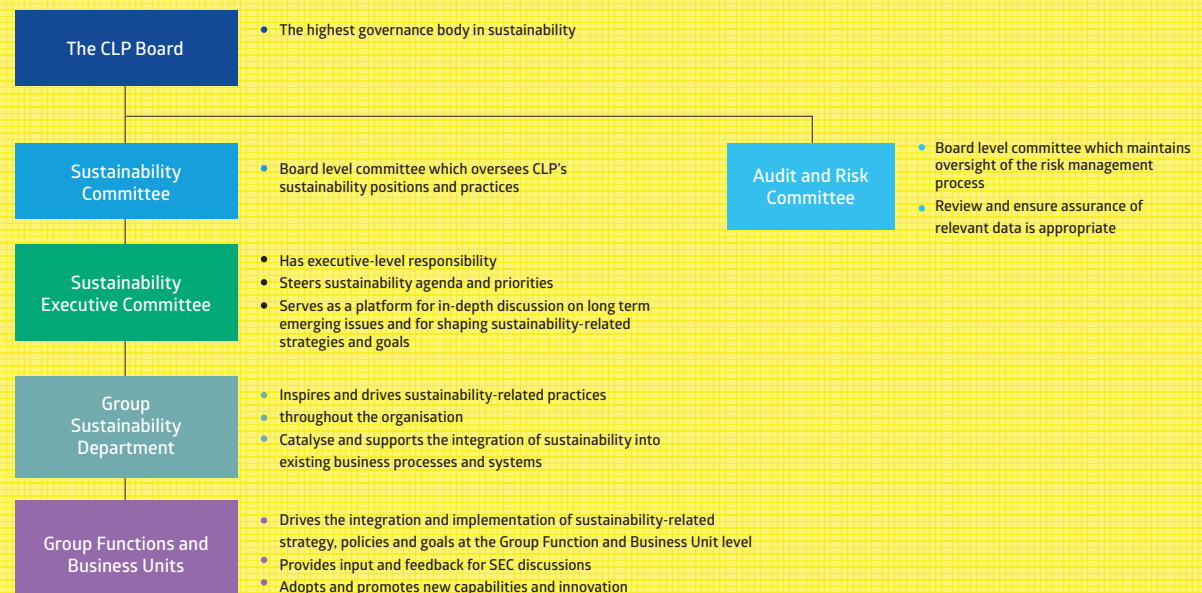 The CLP Board
The highest governance body in sustainability
Sustainability
Committee
Board level committee which oversees CLP's
sustainability positions and practices
Audit and Risk
Committee
Board level committee which maintains
oversight of the risk management
process
Review and ensure assurance of
relevant data is appropriate
Sustainability
Executive Committee
Has executive-level responsibility
Steers sustainability agenda and priorities
Serves as a platform for in-depth discussion on long term
emerging issues and for shaping sustainability-related
strategies and goals
Group
Sustainability
Department
Inspires and drives sustainability-related practices
throughout the organisation
Catalyse and supports the integration of sustainability into
existing business processes and systems
Group Functions and
Business Units
Drives the integration and implementation of sustainability-related
strategy, policies and goals at the Group Function and Business Unit level
Provides input and feedback for SEC discussions
Adopts and promotes new capabilities and innovation